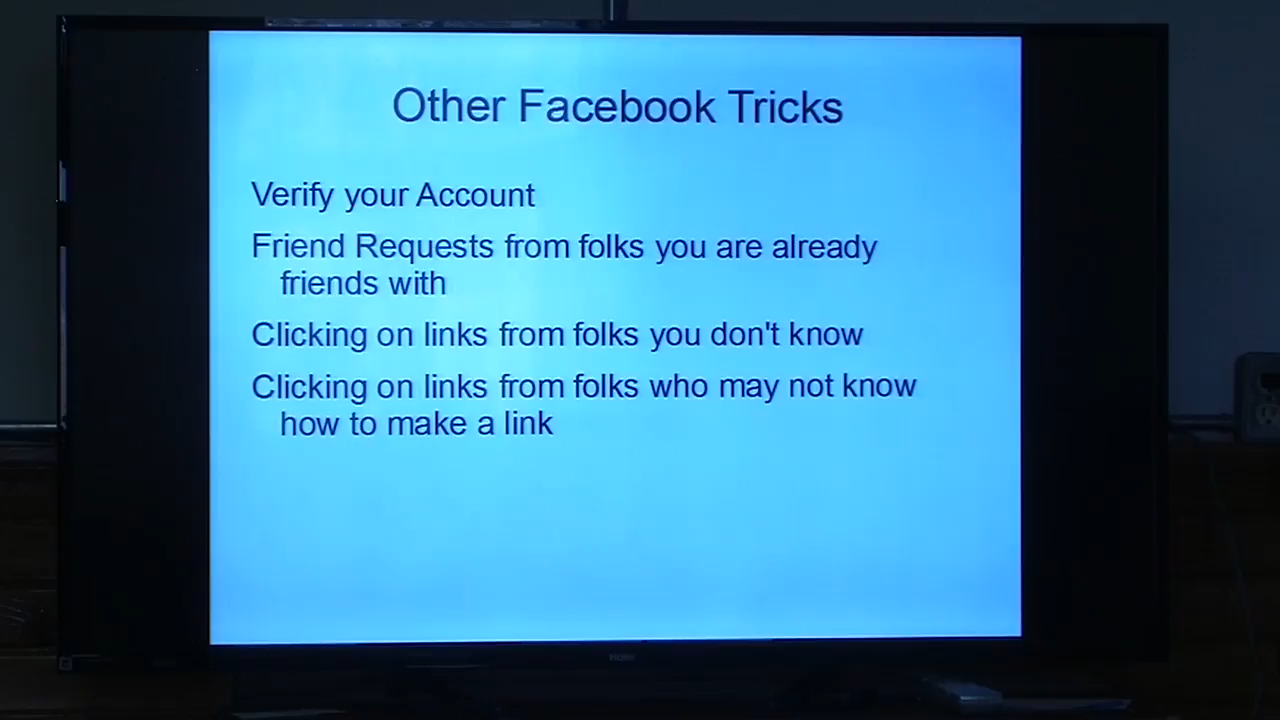 Other Facebook Tricks
Verify your Account
Friend Requests from folks you are already
friends with
Clicking on links from folks you don't know
Clicking on links from folks who may not know
how to make a link